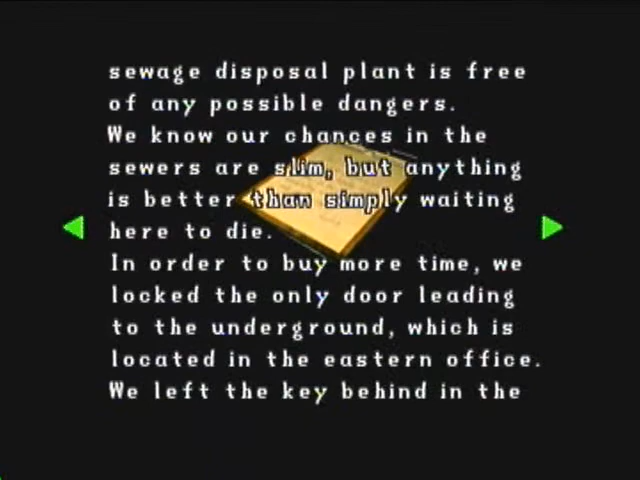 sewage disposal plant is free
of any possible dangers.
We know our chances in the
sewers are slim, but anything
is better than simply waiting
here to die.
In order to buy more time, we
locked the only door leading
to the underground, which is
located in the eastern office.
We left the key behind in the